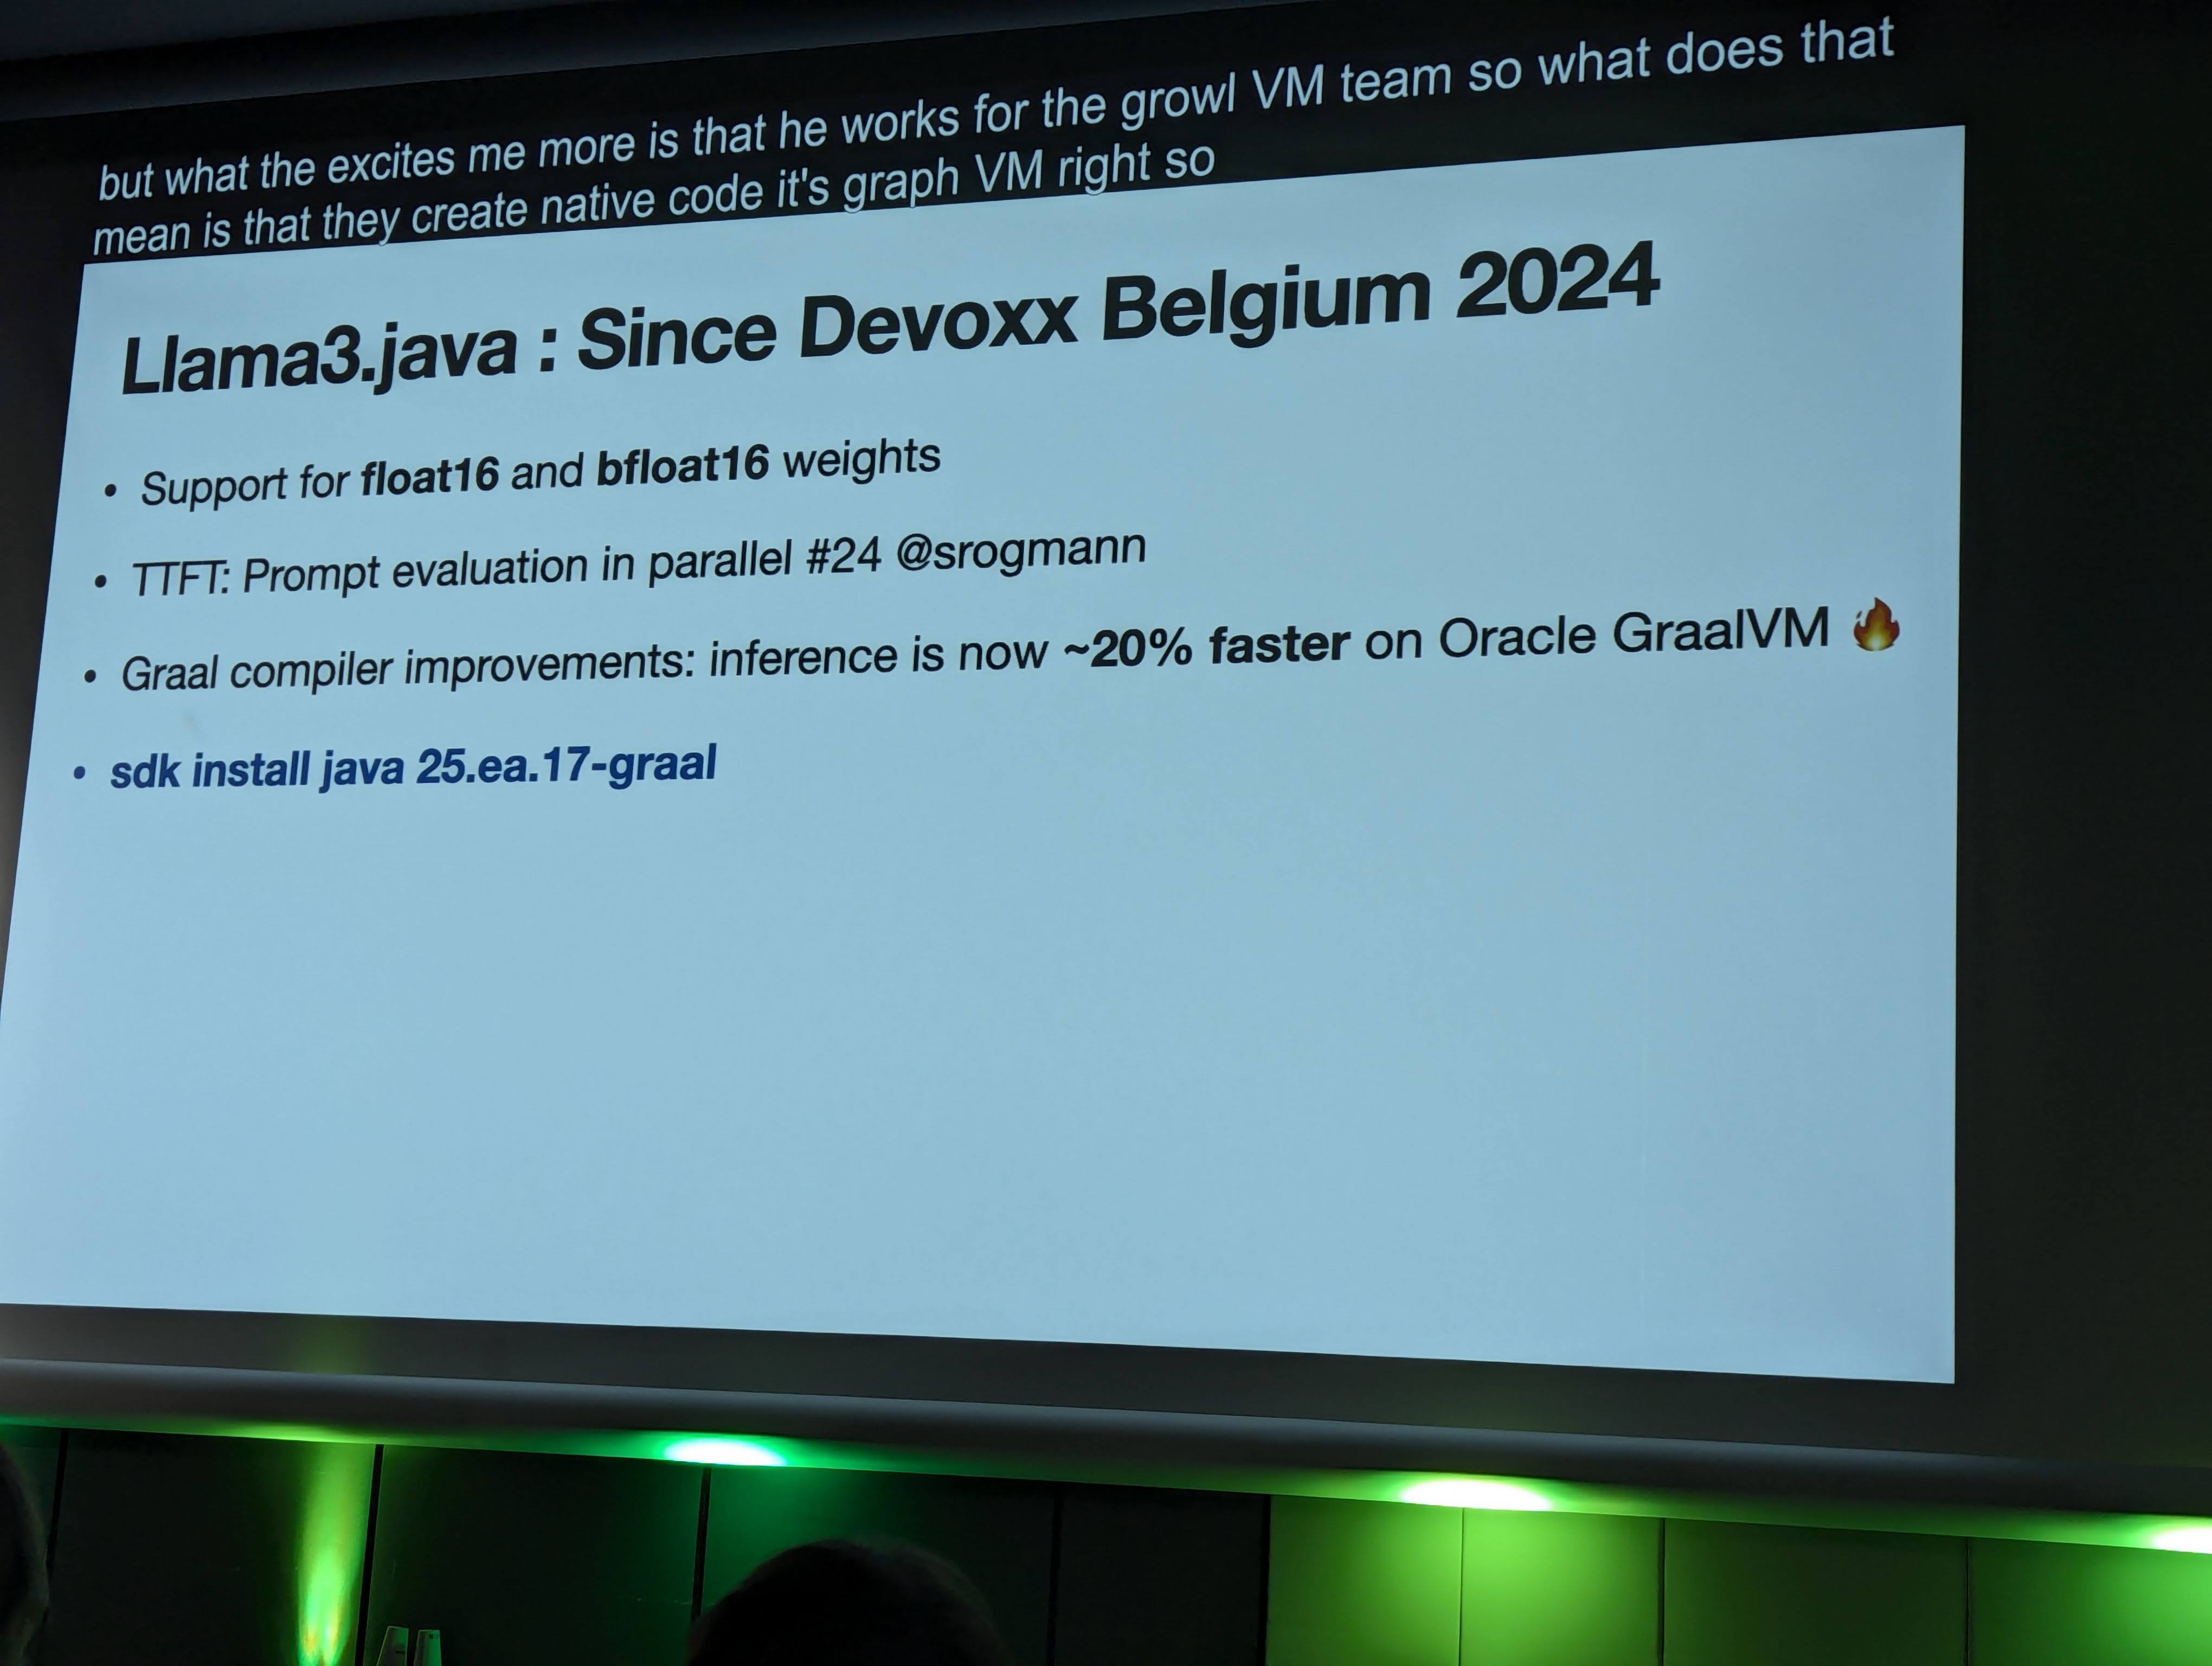 but what the excites me more is that he works for the growl VM team so what does that
mean is that they create native code it's graph VM right so
Llama3.java : Since Devoxx Belgium 2024
• Support for float16 and bfloat16 weights
• TTFT: Prompt evaluation in parallel #24 @srogmann
• Graal compiler improvements: inference is now ~20% faster on Oracle GraalVM 🔥
• sdk install java 25.ea.17-graal